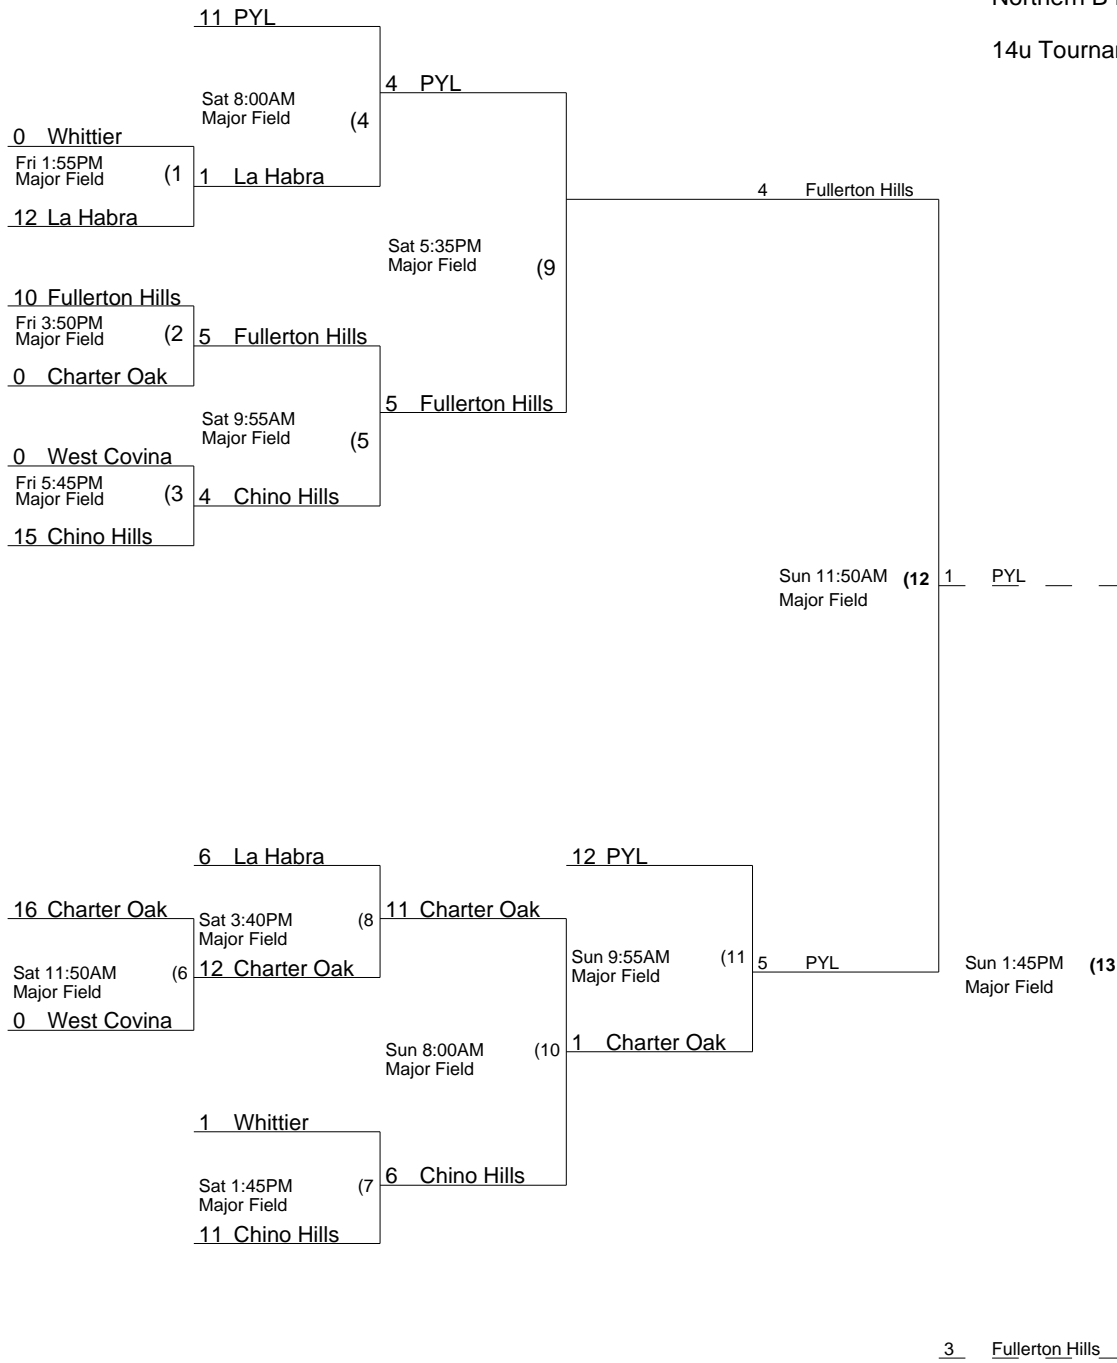 Northern B
14u Tourna
11 PYL
Sat 8:00AM
Major Field
(4
4 PYL
0 Whittier
Fri 1:55PM
Major Field
(1
1 La Habra
12 La Habra
4 Fullerton Hills
Sat 5:35PM
Major Field
(9
10 Fullerton Hills
Fri 3:50PM
Major Field
(2
5 Fullerton Hills
0 Charter Oak
Sat 9:55AM
Major Field
(5
5 Fullerton Hills
0 West Covina
Fri 5:45PM
Major Field
(3
4 Chino Hills
15 Chino Hills
Sun 11:50AM
Major Field
(12
1 PYL
6 La Habra
12 PYL
16 Charter Oak
Sat 3:40PM
Major Field
(8
11 Charter Oak
Sat 11:50AM
Major Field
(6
12 Charter Oak
Sun 9:55AM
Major Field
(11
5 PYL
Sun 1:45PM
Major Field
(13
0 West Covina
Sun 8:00AM
Major Field
(10
1 Charter Oak
1 Whittier
Sat 1:45PM
Major Field
(7
6 Chino Hills
11 Chino Hills
3 Fullerton Hills